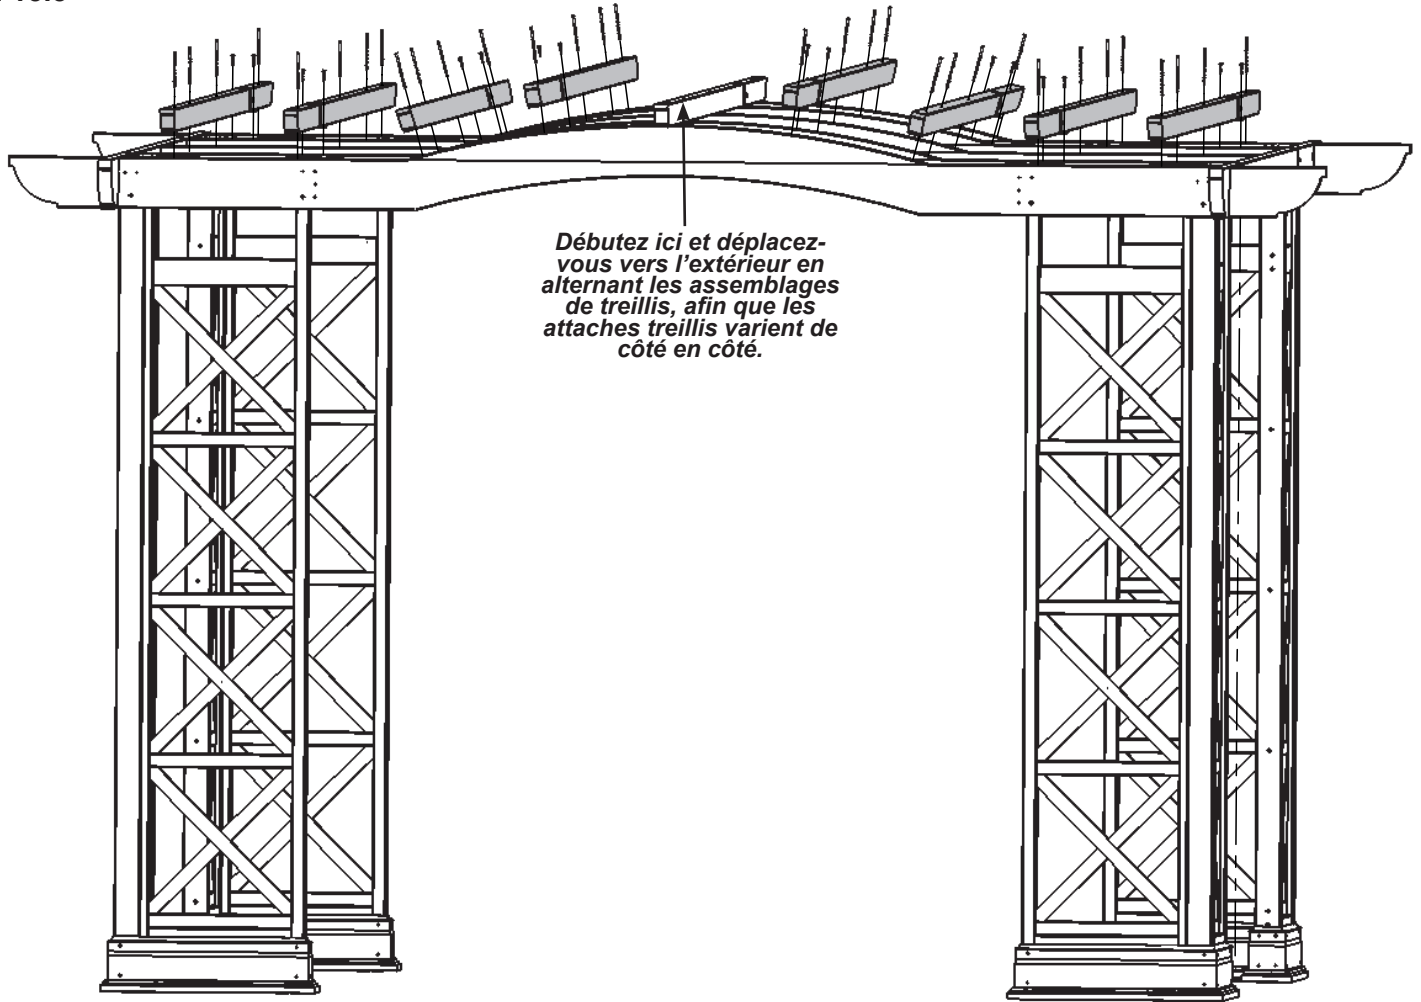 Débutez ici et déplacez-
vous vers l'extérieur en
alternant les assemblages
de treillis, afin que les
attaches treillis varient de
côté en côté.